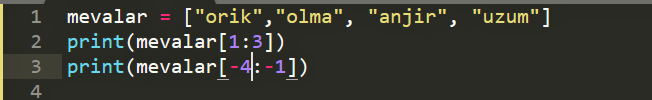 1 mevalar = ["orik","olma", "anjir", "uzum"]
2 print(mevalar[1:3])
3 print(mevalar[-4:-1])
4